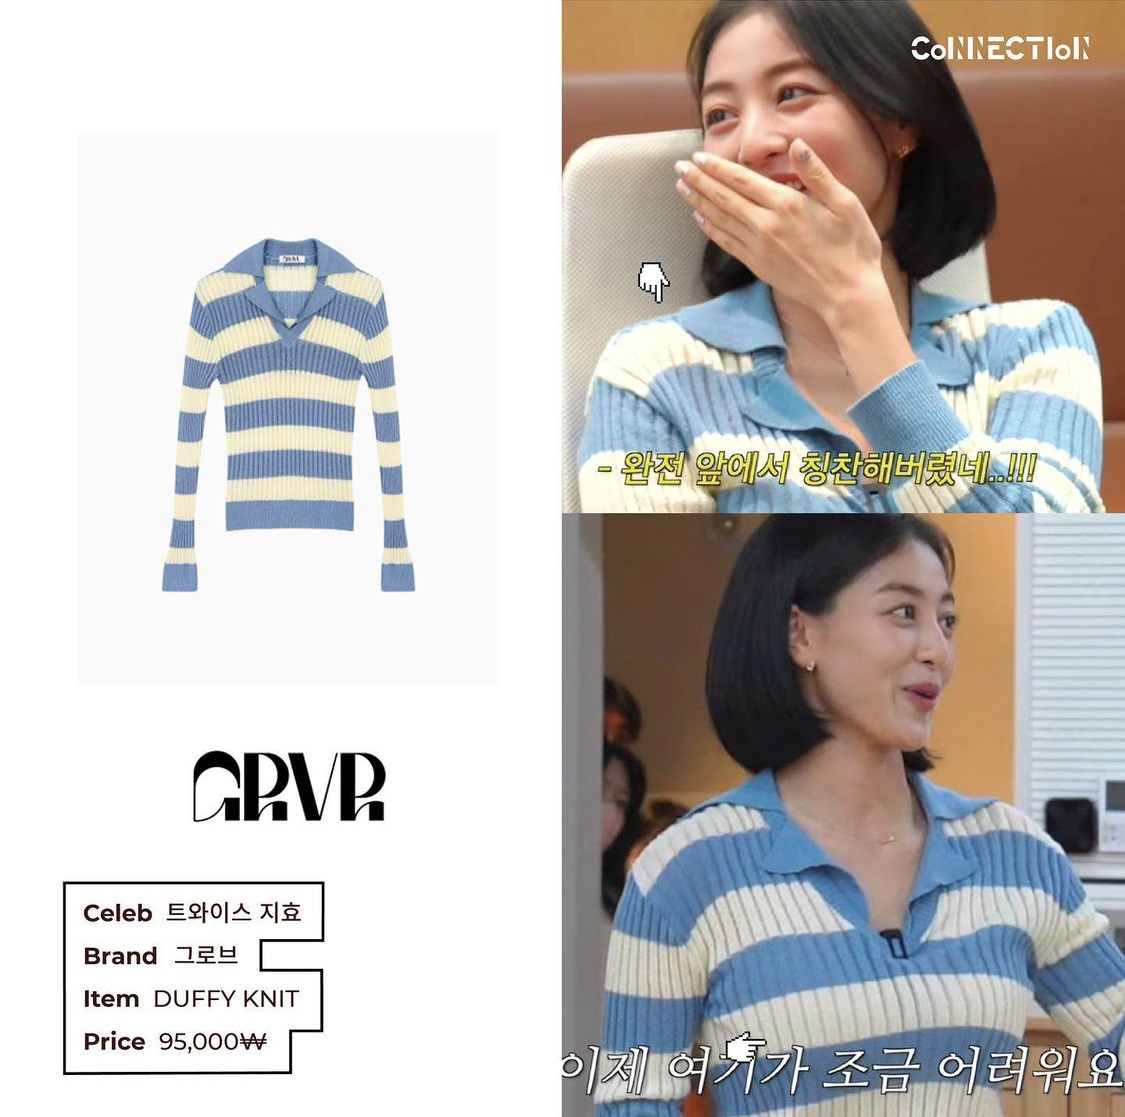 CoNNECTIoN
- 완전 앞에서 칭찬해버렸네..!!!
GRVR
Celeb 트와이스 지효
Brand 그로브
Item DUFFY KNIT
Price 95,000₩
이제 여기가 조금 어려워요